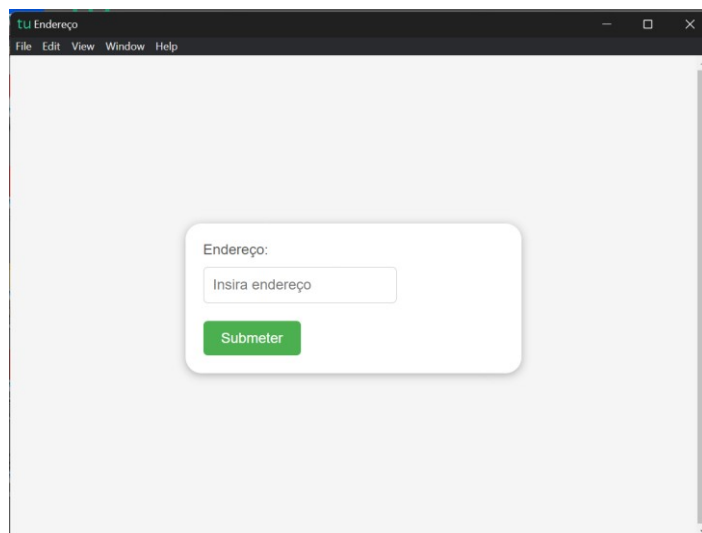 tu Endereço
File Edit View Window Help
Endereço:
Insira endereço
Submeter